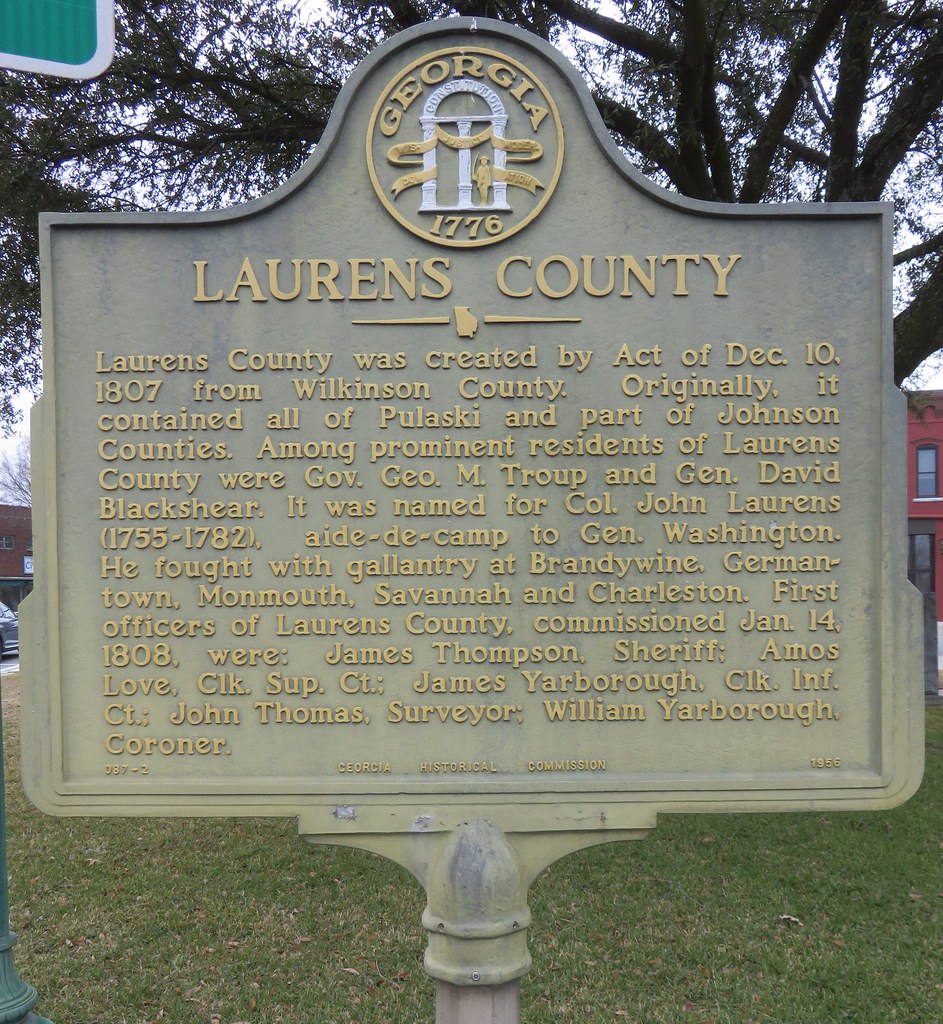 GEORGIA
CONSTITUTION
1776
LAURENS COUNTY
Laurens County was created by Act of Dec. 10,
1807 from Wilkinson County. Originally, it
contained all of Pulaski and part of Johnson
Counties. Among prominent residents of Laurens
County were Gov. Geo. M. Troup and Gen. David
Blackshear. It was named for Col. John Laurens
(1755-1782), aide-de-camp to Gen. Washington.
He fought with gallantry at Brandywine, German-
town, Monmouth, Savannah and Charleston. First
officers of Laurens County, commissioned Jan. 14,
1808, were: James Thompson, Sheriff; Amos
Love, Clk. Sup. Ct.; James Yarborough, Clk. Inf.
Ct.; John Thomas, Surveyor; William Yarborough,
Coroner.
087-2 GEORGIA HISTORICAL COMMISSION 1956